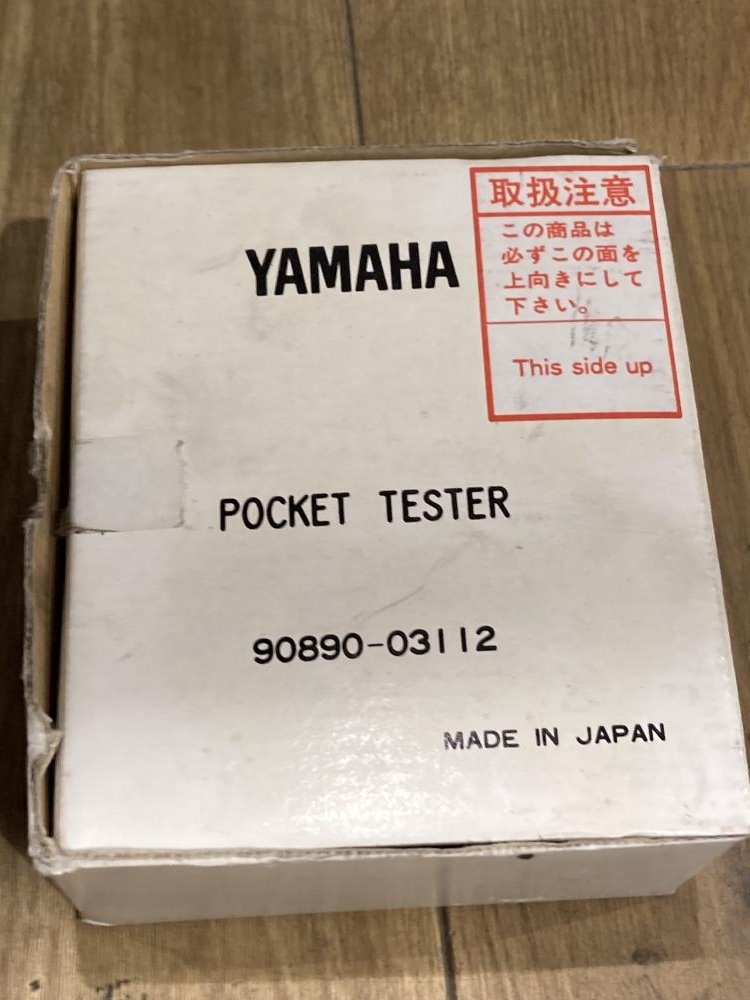 YAMAHA
取扱注意
この商品は
必ずこの面を
上向きにして
下さい。
This side up
POCKET TESTER
90890-03112
MADE IN JAPAN